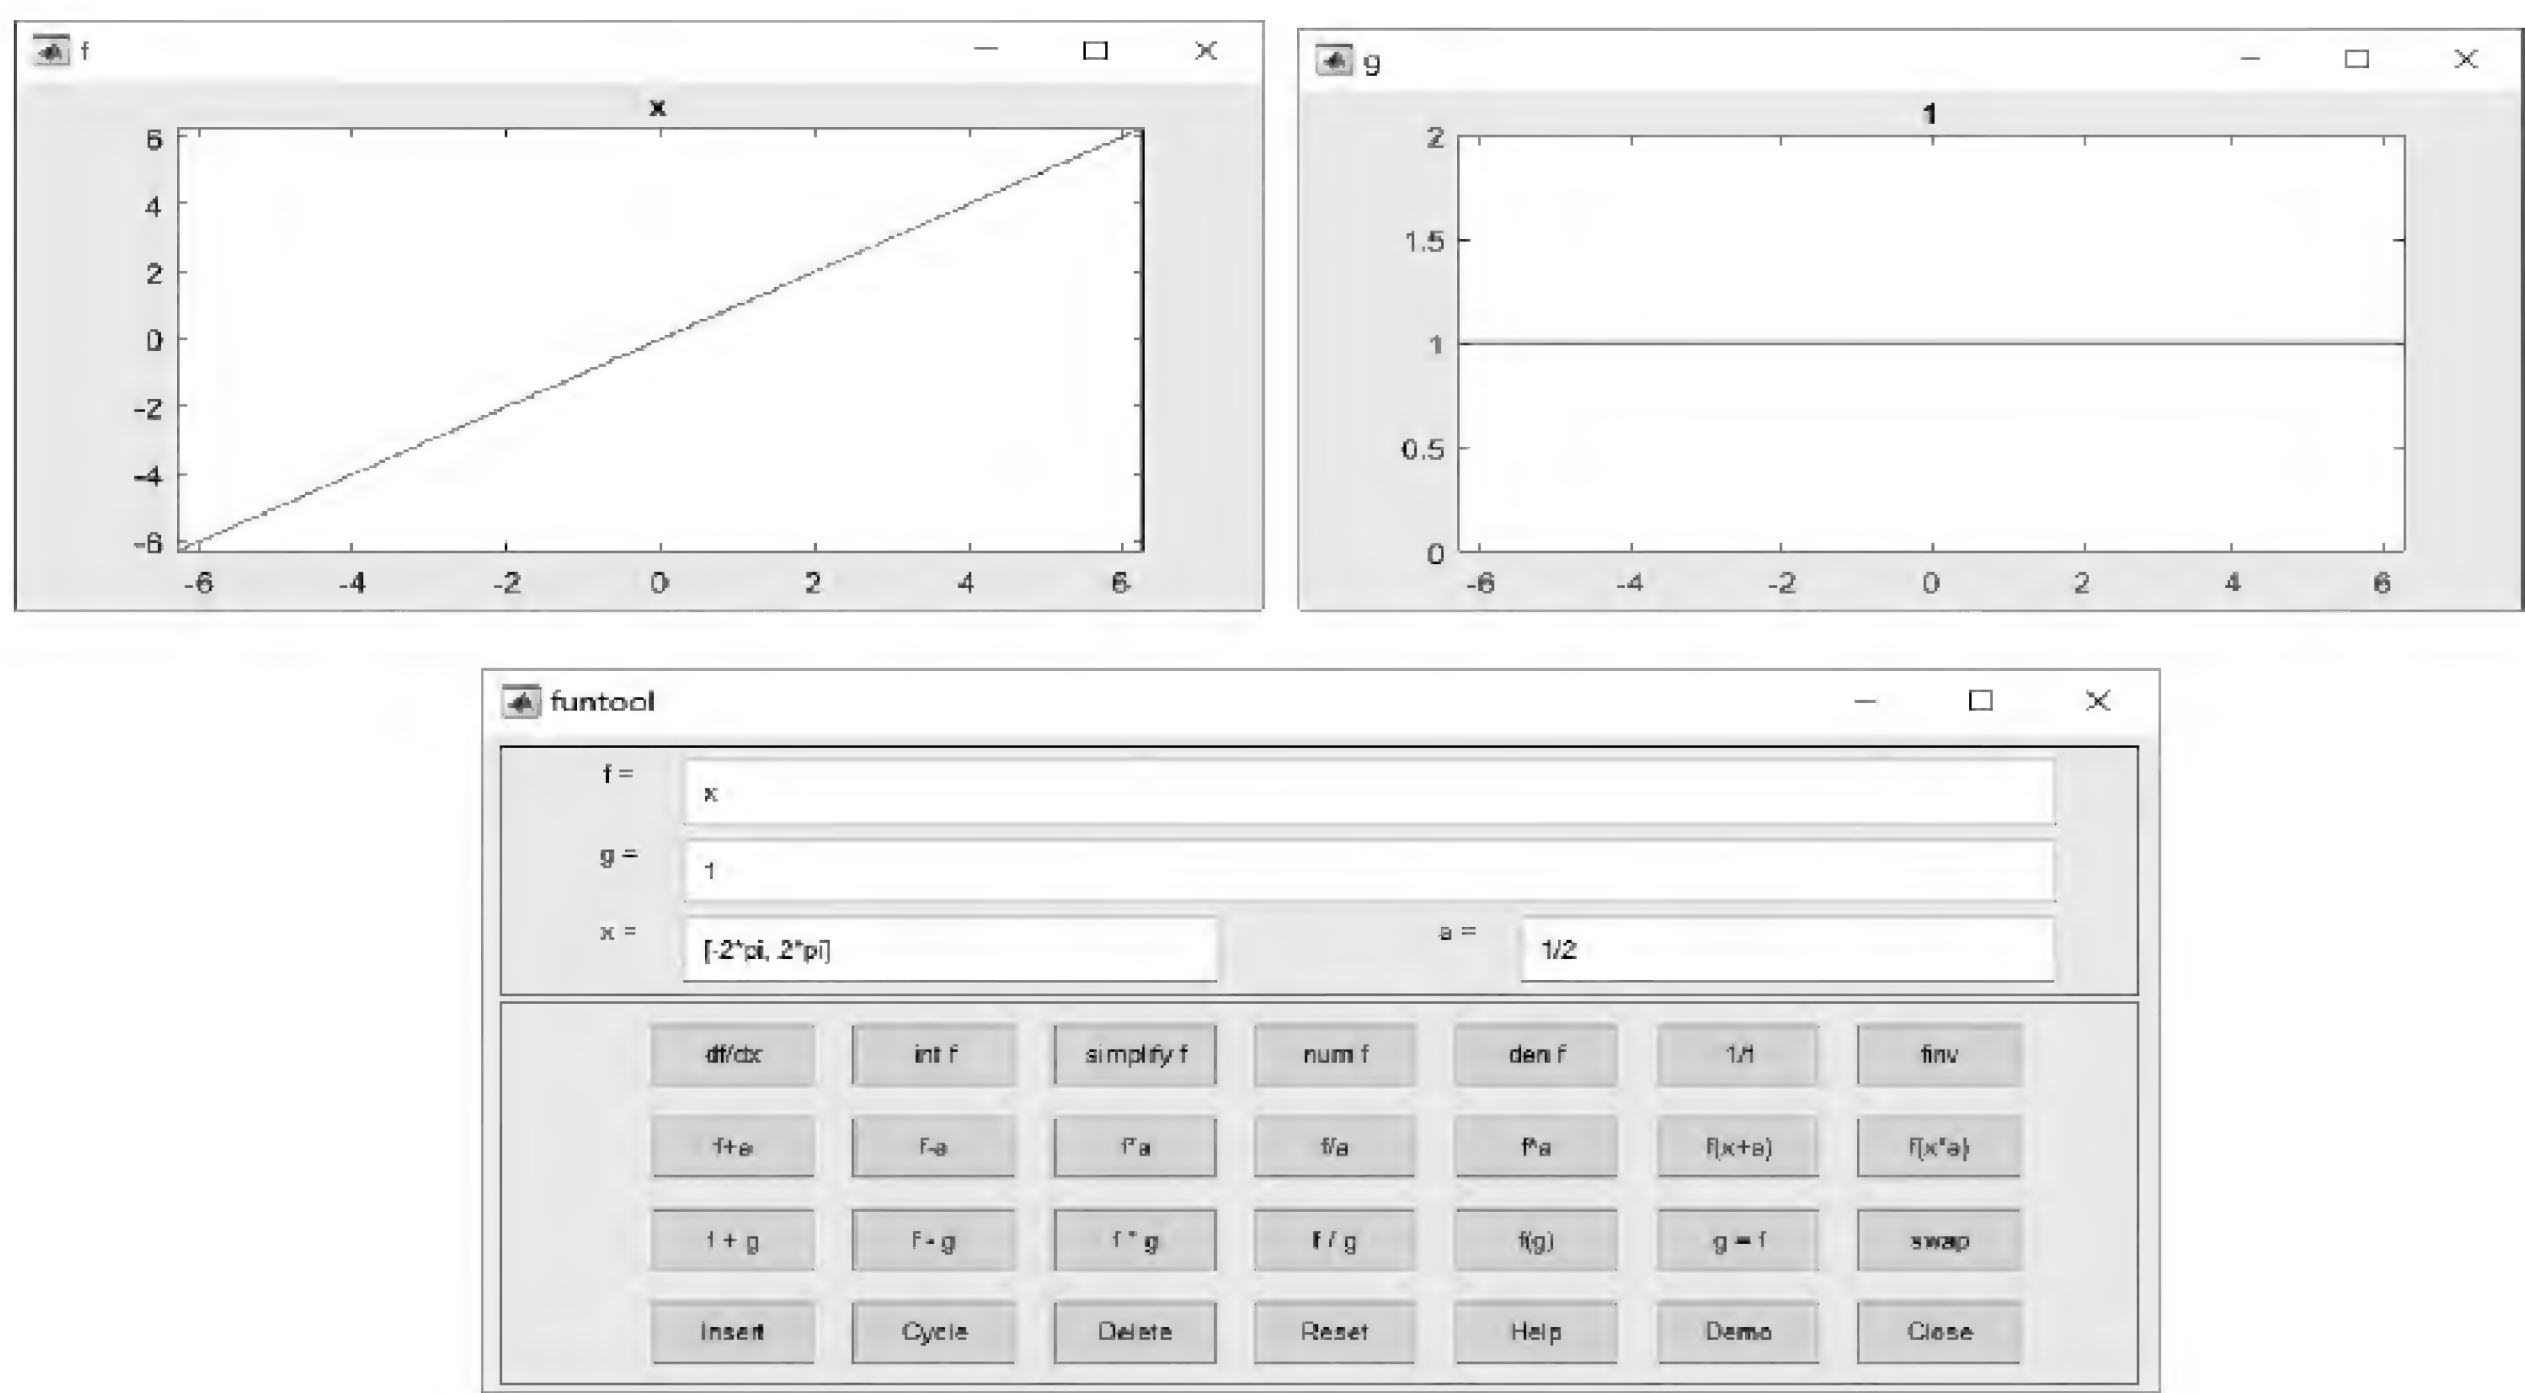 f
x
6
4
2
0
-2
-4
-6
-6 -4 -2 0 2 4 6
g
1
2
1.5
1
0.5
0
-6 -4 -2 0 2 4 6
funtool
f = x
g = 1
x = [-2*pi, 2*pi] a = 1/2
df/dx int f simplify f num f den f 1/f finv
f+a f-a f*a f/a f^a f(x+a) f(x*a)
f + g f - g f * g f / g f(g) g = f swap
Insert Cycle Delete Reset Help Demo Close